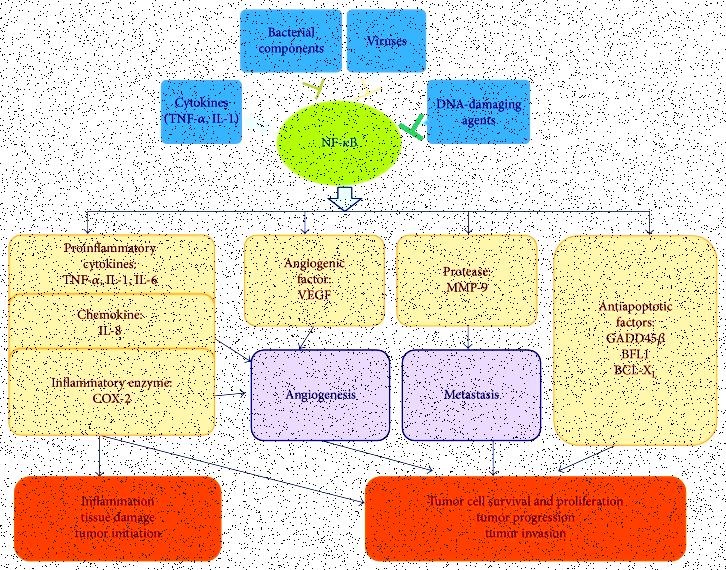 Bacterial
components
Viruses
Cytokines
(TNF-α, IL-1)
DNA-damaging
agents
NF-κB
Proinflammatory
cytokines:
TNF-α, IL-1, IL-6
Chemokine:
IL-8
Inflammatory enzyme:
COX-2
Angiogenic
factor:
VEGF
Protease:
MMP-9
Antiapoptotic
factors:
GADD45β
BFL1
BCL-XL
Angiogenesis
Metastasis
Inflammation
tissue damage
tumor initiation
Tumor cell survival and proliferation
tumor progression
tumor invasion